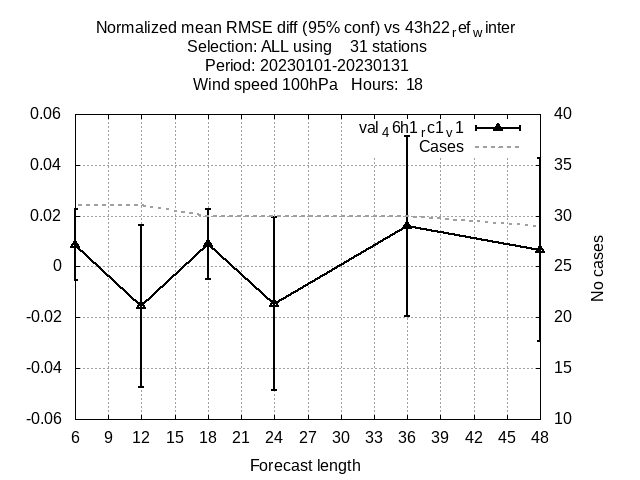 Normalized mean RMSE diff (95% conf) vs 43h22refwinter
Selection: ALL using 31 stations
Period: 20230101-20230131
Wind speed 100hPa Hours: 18
val46h1rc1v1
Cases
0.06
0.04
0.02
0
-0.02
-0.04
-0.06
40
35
30
25
20
15
10
No cases
6 9 12 15 18 21 24 27 30 33 36 39 42 45 48
Forecast length